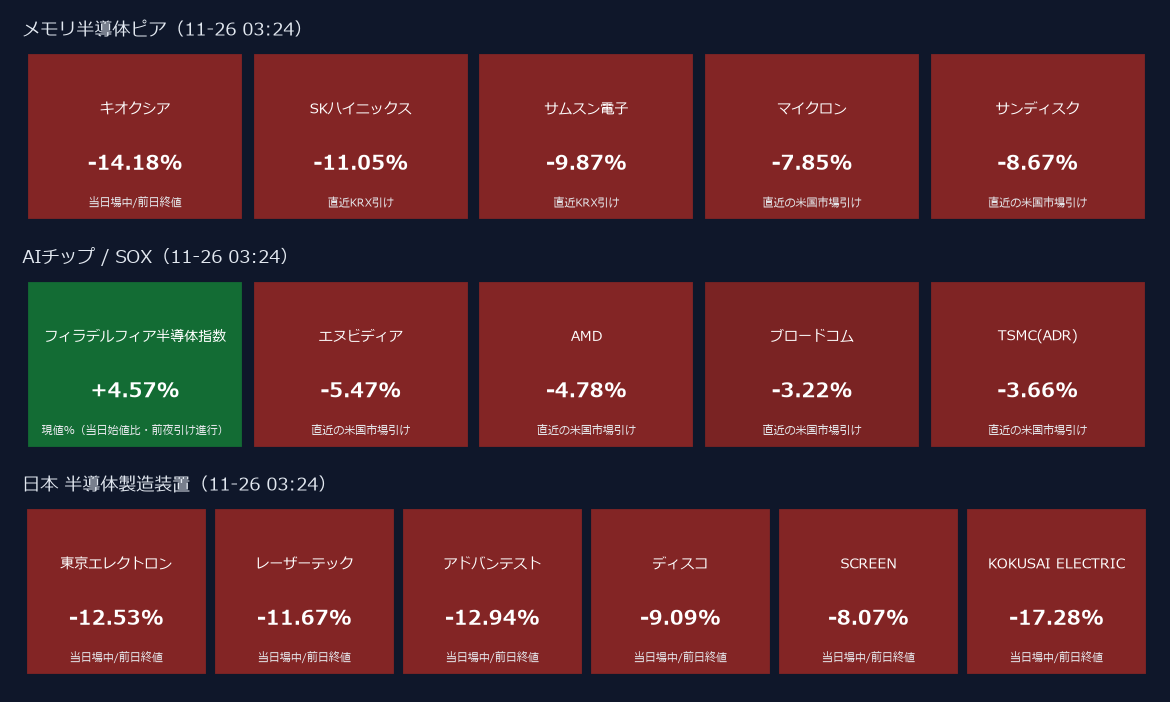 メモリ半導体ピア（11-26 03:24）
キオクシア
-14.18%
当日場中/前日終値
SKハイニックス
-11.05%
直近KRX引け
サムスン電子
-9.87%
直近KRX引け
マイクロン
-7.85%
直近の米国市場引け
サンディスク
-8.67%
直近の米国市場引け
AIチップ / SOX（11-26 03:24）
フィラデルフィア半導体指数
+4.57%
現値%（当日始値比・前夜引け進行）
エヌビディア
-5.47%
直近の米国市場引け
AMD
-4.78%
直近の米国市場引け
ブロードコム
-3.22%
直近の米国市場引け
TSMC(ADR)
-3.66%
直近の米国市場引け
日本 半導体製造装置（11-26 03:24）
東京エレクトロン
-12.53%
当日場中/前日終値
レーザーテック
-11.67%
当日場中/前日終値
アドバンテスト
-12.94%
当日場中/前日終値
ディスコ
-9.09%
当日場中/前日終値
SCREEN
-8.07%
当日場中/前日終値
KOKUSAI ELECTRIC
-17.28%
当日場中/前日終値